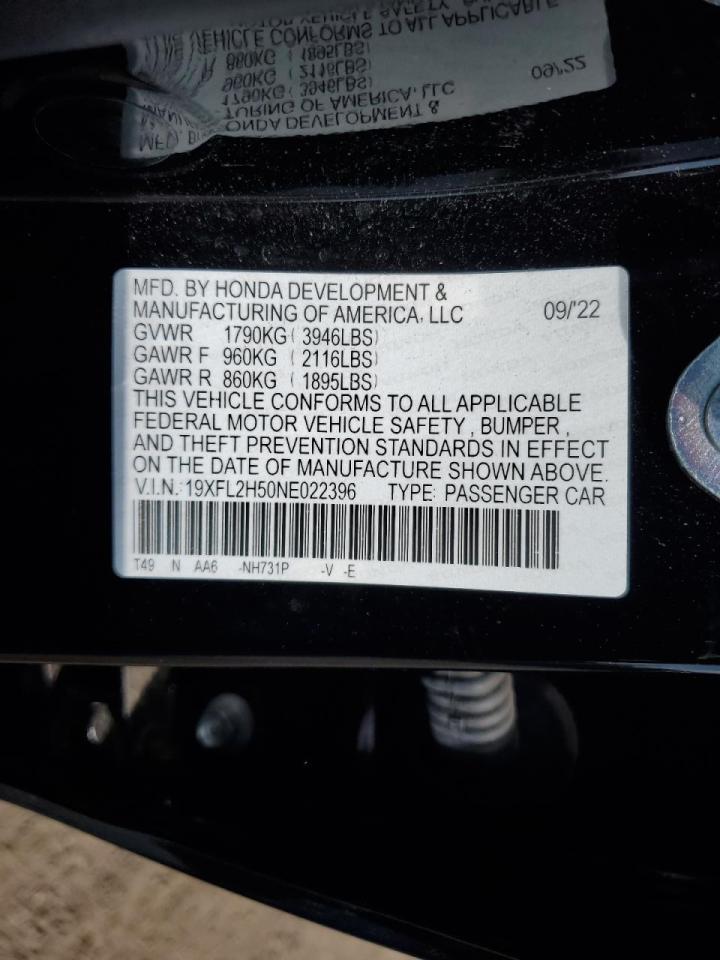 MFD. BY HONDA DEVELOPMENT &
MANUFACTURING OF AMERICA, LLC 09/'22
GVWR 1790KG ( 3946LBS)
GAWR F 960KG ( 2116LBS)
GAWR R 860KG ( 1895LBS)
THIS VEHICLE CONFORMS TO ALL APPLICABLE
FEDERAL MOTOR VEHICLE SAFETY, BUMPER,
AND THEFT PREVENTION STANDARDS IN EFFECT
ON THE DATE OF MANUFACTURE SHOWN ABOVE.
V.I.N.: 19XFL2H50NE022396 TYPE: PASSENGER CAR
T49 N AA6 -NH731P -V -E